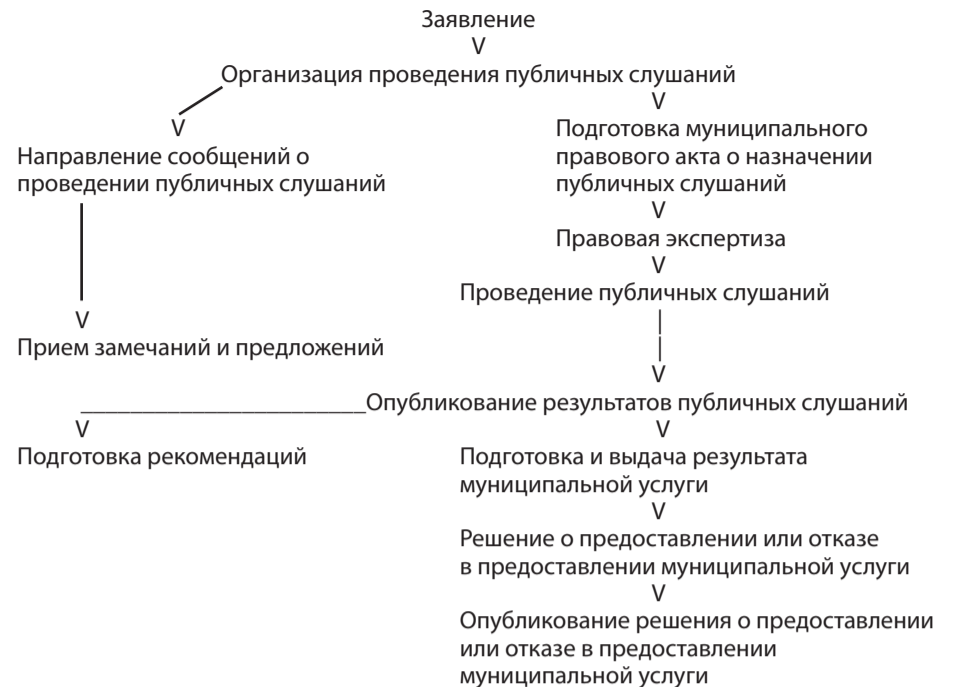 Заявление
V
Организация проведения публичных слушаний
V
V
Подготовка муниципального
правового акта о назначении
публичных слушаний
Направление сообщений о
проведении публичных слушаний
V
Правовая экспертиза
V
Проведение публичных слушаний
|
|
V
V
Прием замечаний и предложений
_______________________Опубликование результатов публичных слушаний
V
V
Подготовка рекомендаций
Подготовка и выдача результата
муниципальной услуги
V
Решение о предоставлении или отказе
в предоставлении муниципальной услуги
V
Опубликование решения о предоставлении
или отказе в предоставлении
муниципальной услуги